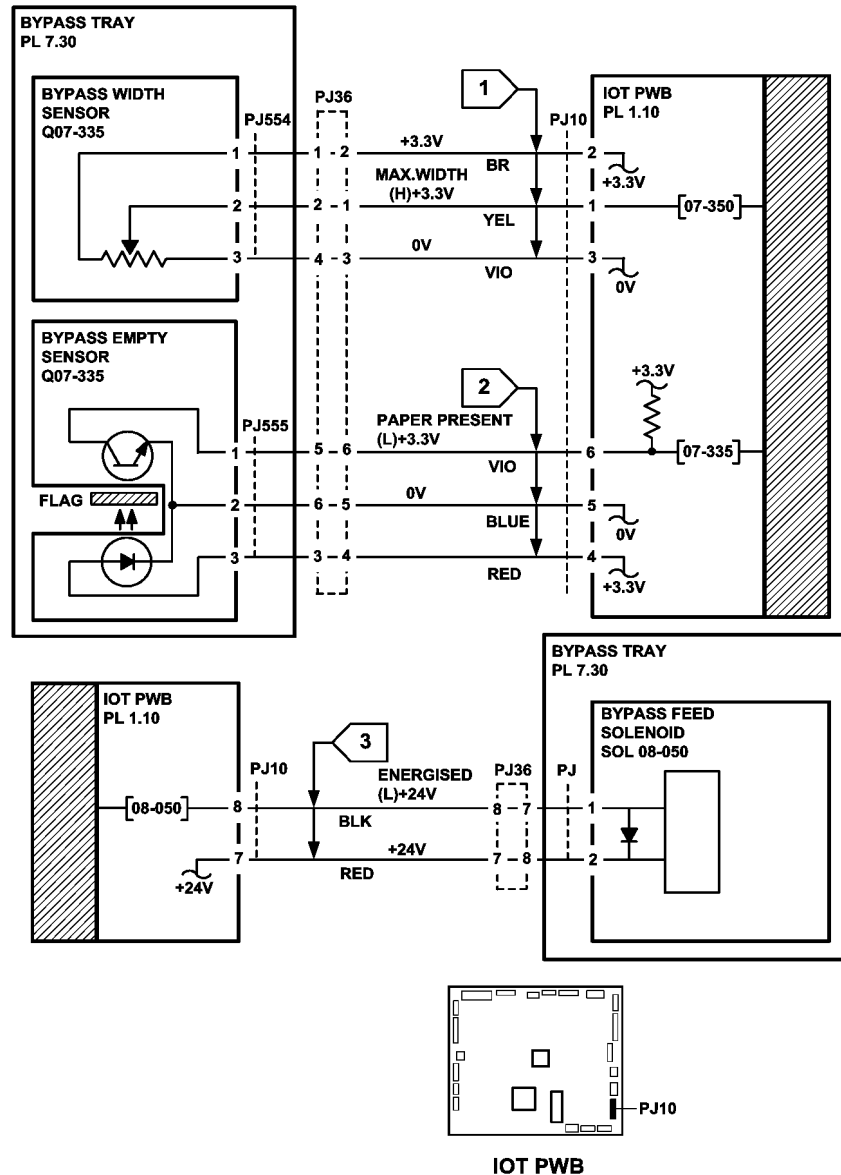 BYPASS TRAY
PL 7.30
BYPASS WIDTH
SENSOR
Q07-335
PJ554
PJ36
1
PJ10
IOT PWB
PL 1.10
1
1 - 2
+3.3V
BR
2
+3.3V
MAX.WIDTH
(H)+3.3V
2
2 - 1
YEL
1
07-350
3
4 - 3
0V
VIO
3
0V
BYPASS EMPTY
SENSOR
Q07-335
PJ555
2
+3.3V
PAPER PRESENT
(L)+3.3V
1
5 - 6
VIO
6
07-335
FLAG
2
6 - 5
0V
BLUE
5
0V
3
3 - 4
RED
4
+3.3V
IOT PWB
PL 1.10
PJ10
3
ENERGISED
(L)+24V
PJ36
PJ
BYPASS TRAY
PL 7.30
BYPASS FEED
SOLENOID
SOL 08-050
08-050
8
BLK
8 - 7
1
+24V
7
+24V
RED
7 - 8
2
PJ10
IOT PWB